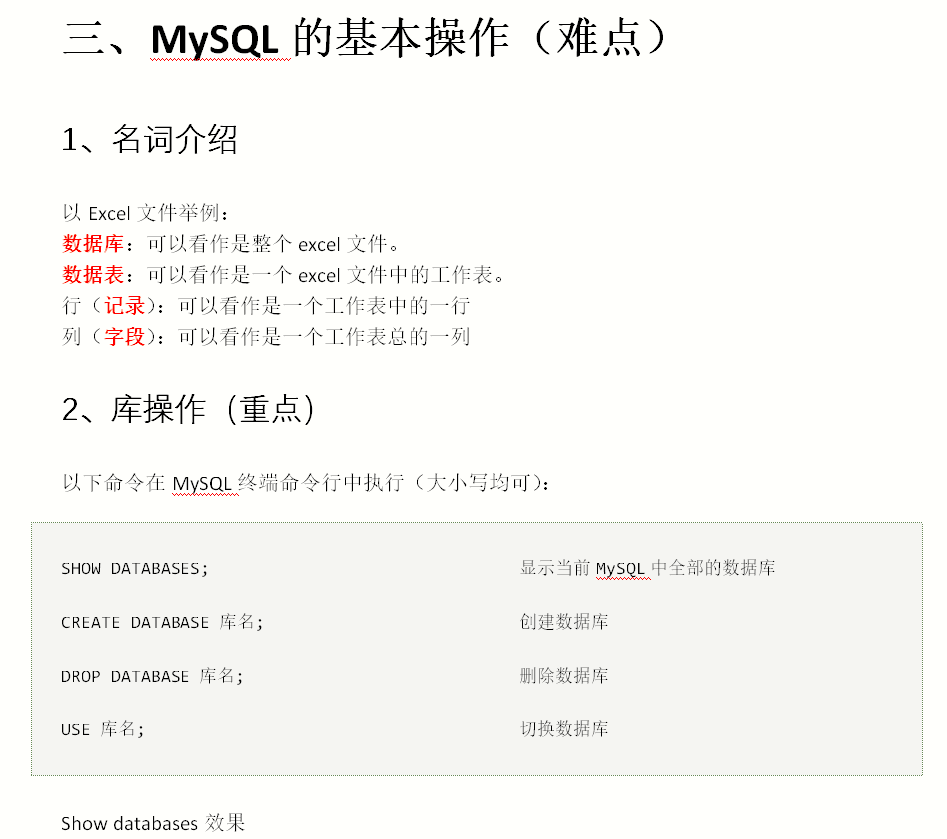 三、MySQL 的基本操作（难点）
1、名词介绍
以 Excel 文件举例：
数据库：可以看作是整个 excel 文件。
数据表：可以看作是一个 excel 文件中的工作表。
行（记录）：可以看作是一个工作表中的一行
列（字段）：可以看作是一个工作表总的一列
2、库操作（重点）
以下命令在 MySQL 终端命令行中执行（大小写均可）：
SHOW DATABASES; 显示当前 MySQL 中全部的数据库
CREATE DATABASE 库名; 创建数据库
DROP DATABASE 库名; 删除数据库
USE 库名; 切换数据库
Show databases 效果